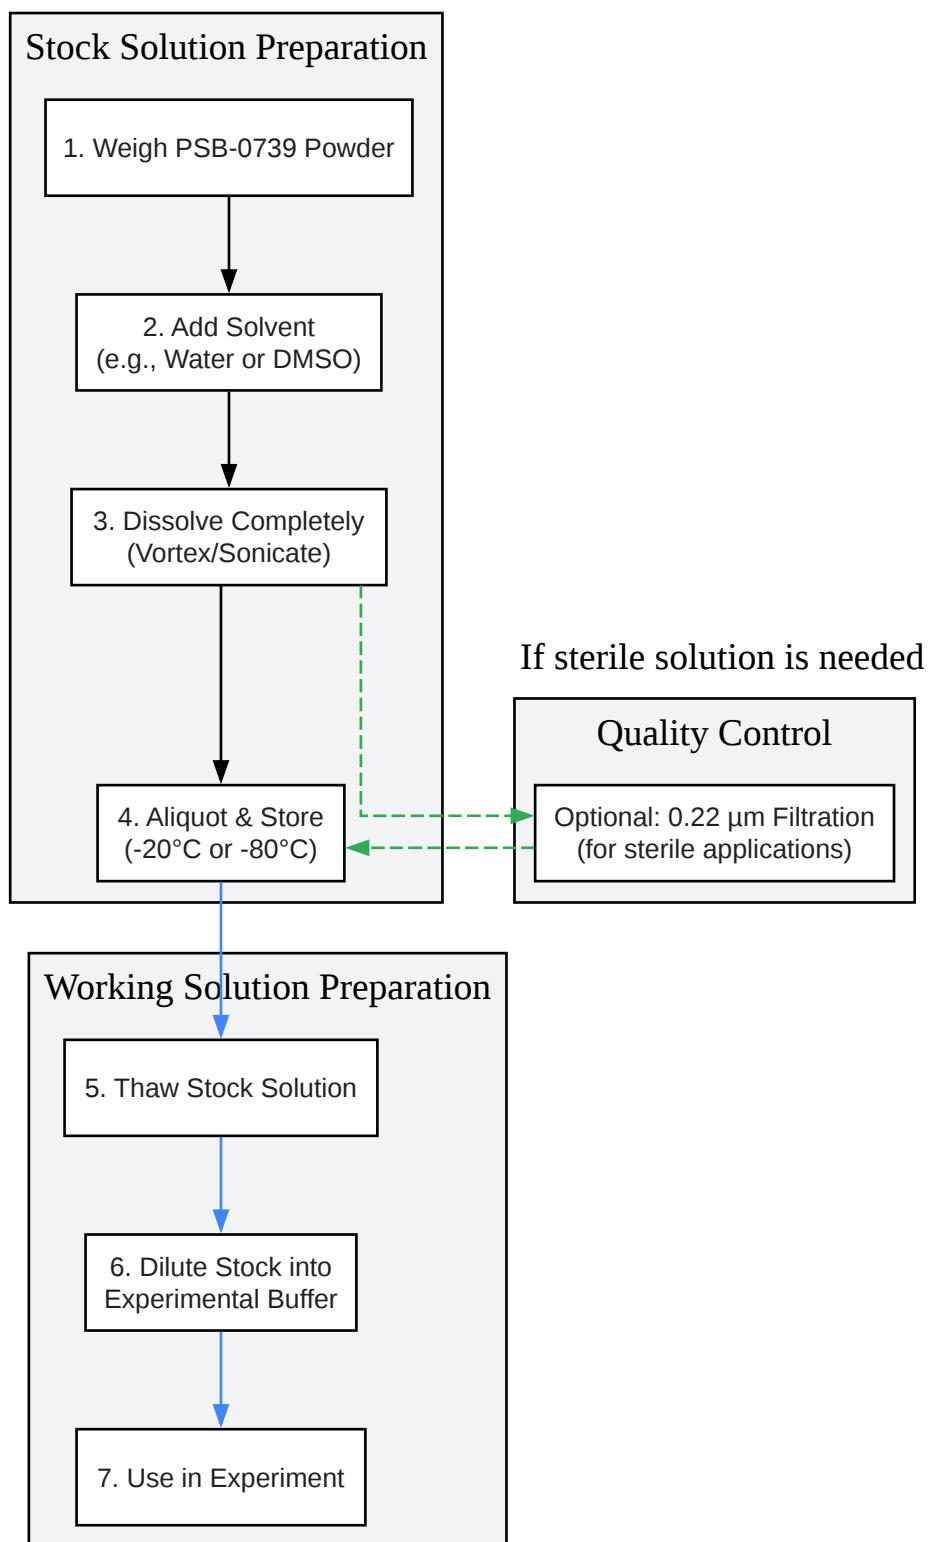 Stock Solution Preparation
1. Weigh PSB-0739 Powder
2. Add Solvent
(e.g., Water or DMSO)
3. Dissolve Completely
(Vortex/Sonicate)
4. Aliquot & Store
(-20°C or -80°C)
If sterile solution is needed
Quality Control
Optional: 0.22 µm Filtration
(for sterile applications)
Working Solution Preparation
5. Thaw Stock Solution
6. Dilute Stock into
Experimental Buffer
7. Use in Experiment